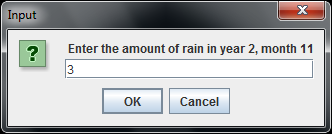 Input
Enter the amount of rain in year 2, month 11
3
OK Cancel